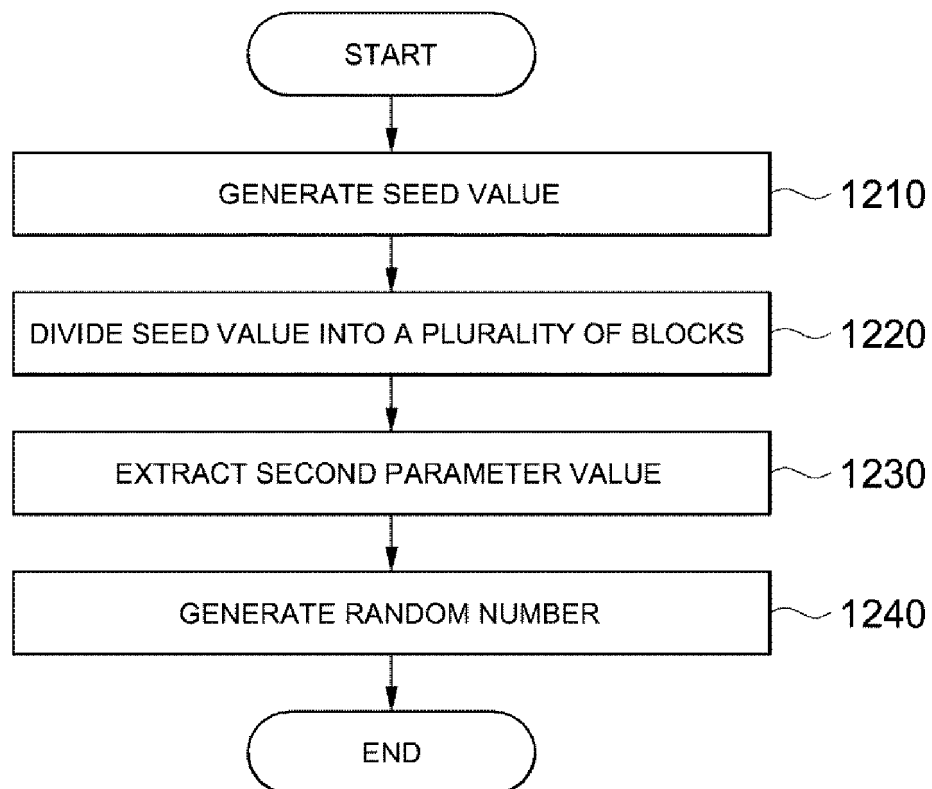 START
GENERATE SEED VALUE
1210
DIVIDE SEED VALUE INTO A PLURALITY OF BLOCKS
1220
EXTRACT SECOND PARAMETER VALUE
1230
GENERATE RANDOM NUMBER
1240
END